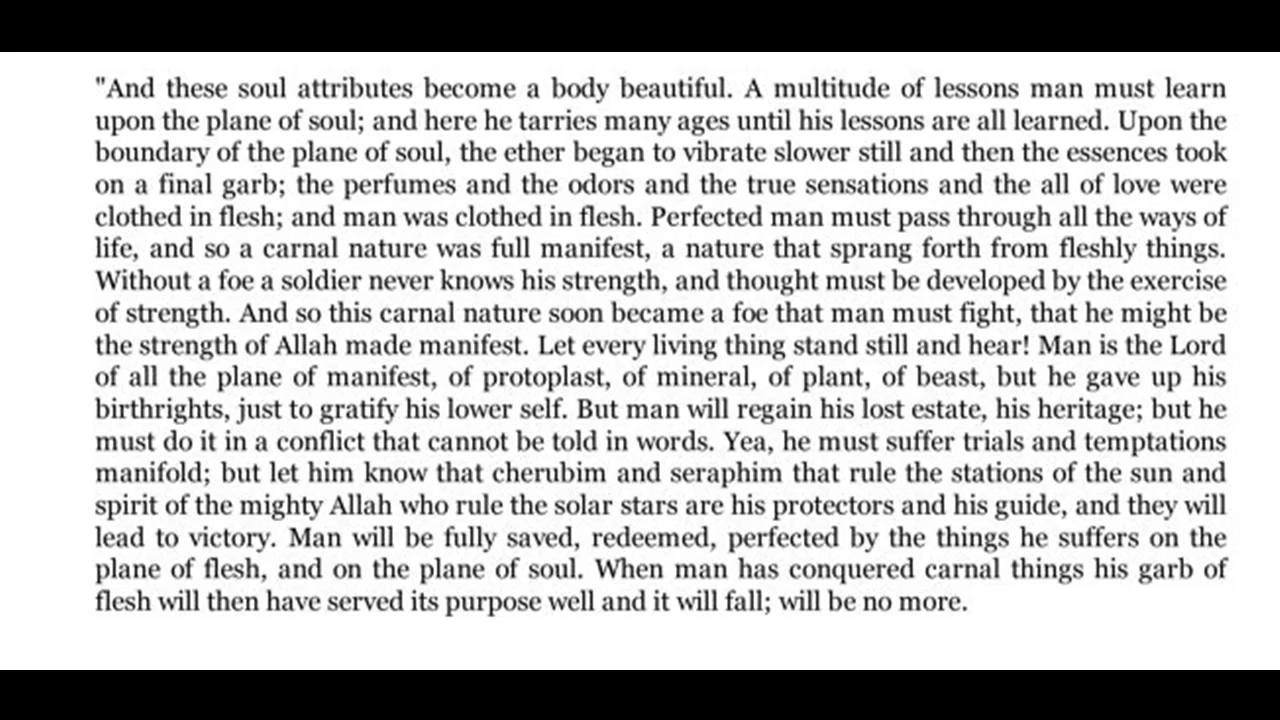 "And these soul attributes become a body beautiful. A multitude of lessons man must learn
upon the plane of soul; and here he tarries many ages until his lessons are all learned. Upon the
boundary of the plane of soul, the ether began to vibrate slower still and then the essences took
on a final garb; the perfumes and the odors and the true sensations and the all of love were
clothed in flesh; and man was clothed in flesh. Perfected man must pass through all the ways of
life, and so a carnal nature was full manifest, a nature that sprang forth from fleshly things.
Without a foe a soldier never knows his strength, and thought must be developed by the exercise
of strength. And so this carnal nature soon became a foe that man must fight, that he might be
the strength of Allah made manifest. Let every living thing stand still and hear! Man is the Lord
of all the plane of manifest, of protoplast, of mineral, of plant, of beast, but he gave up his
birthrights, just to gratify his lower self. But man will regain his lost estate, his heritage; but he
must do it in a conflict that cannot be told in words. Yea, he must suffer trials and temptations
manifold; but let him know that cherubim and seraphim that rule the stations of the sun and
spirit of the mighty Allah who rule the solar stars are his protectors and his guide, and they will
lead to victory. Man will be fully saved, redeemed, perfected by the things he suffers on the
plane of flesh, and on the plane of soul. When man has conquered carnal things his garb of
flesh will then have served its purpose well and it will fall; will be no more.